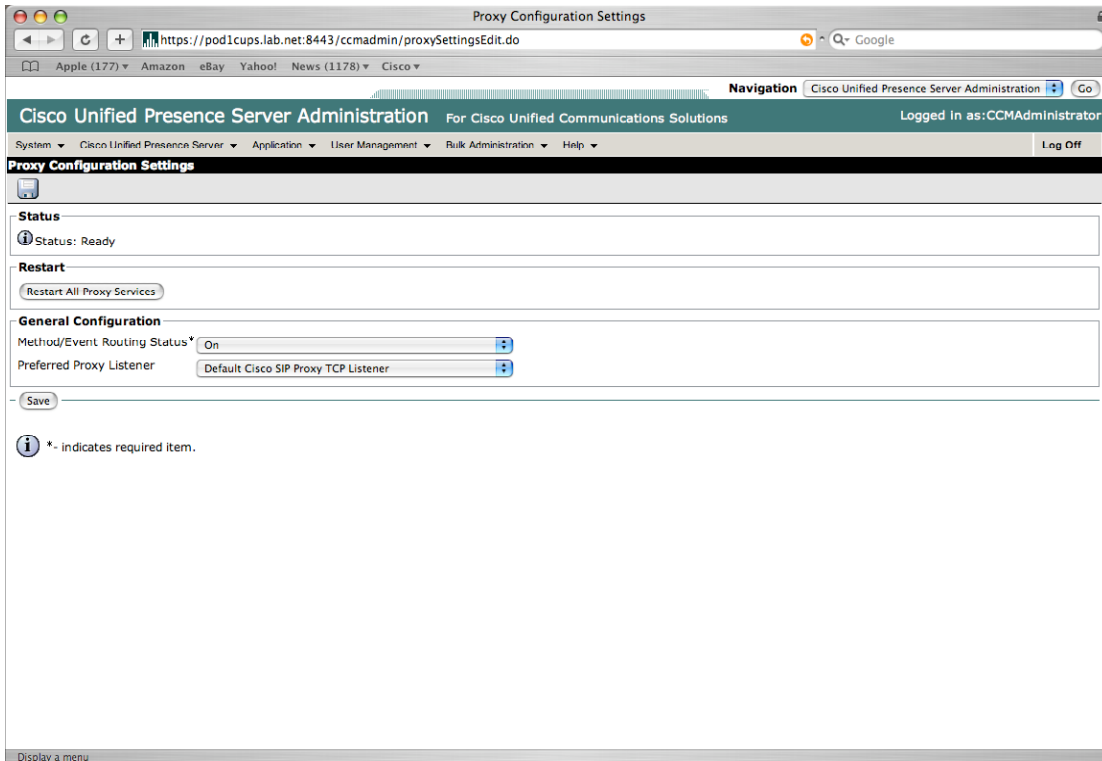 Proxy Configuration Settings
https://pod1cups.lab.net:8443/ccmadmin/proxySettingsEdit.do
Google
Apple (177) Amazon eBay Yahoo! News (1178) Cisco
Navigation Cisco Unified Presence Server Administration Go
Cisco Unified Presence Server Administration For Cisco Unified Communications Solutions Logged in as:CCMAdministrator
System Cisco Unified Presence Server Application User Management Bulk Administration Help Log Off
Proxy Configuration Settings
Status
Status: Ready
Restart
Restart All Proxy Services
General Configuration
Method/Event Routing Status* On
Preferred Proxy Listener Default Cisco SIP Proxy TCP Listener
Save
*- indicates required item.
Display a menu